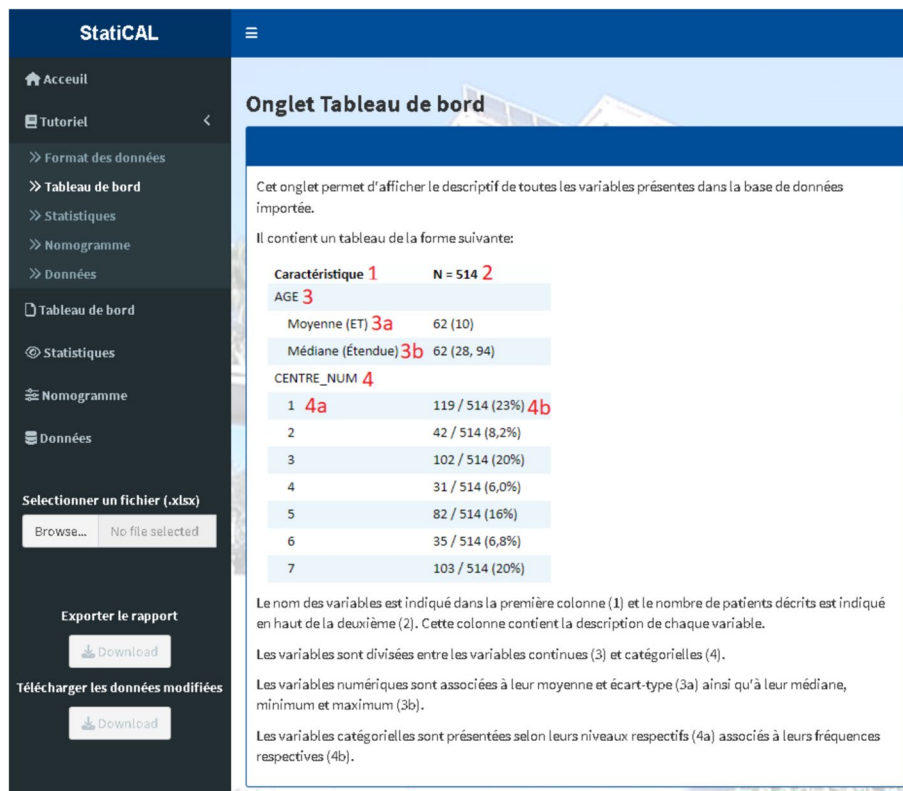 StatiCAL
Acceuil
Tutoriel
Format des données
Tableau de bord
Statistiques
Nomogramme
Données
Tableau de bord
Statistiques
Nomogramme
Données
Selectionner un fichier (.xlsx)
Browse... No file selected
Exporter le rapport
Download
Télécharger les données modifiées
Download
Onglet Tableau de bord
Cet onglet permet d'afficher le descriptif de toutes les variables présentes dans la base de données
importée.
Il contient un tableau de la forme suivante:
Caractéristique 1 N = 514 2
AGE 3
Moyenne (ET) 3a 62 (10)
Médiane (Étendue) 3b 62 (28, 94)
CENTRE_NUM 4
1 4a 119 / 514 (23%) 4b
2 42 / 514 (8,2%)
3 102 / 514 (20%)
4 31 / 514 (6,0%)
5 82 / 514 (16%)
6 35 / 514 (6,8%)
7 103 / 514 (20%)
Le nom des variables est indiqué dans la première colonne (1) et le nombre de patients décrits est indiqué
en haut de la deuxième (2). Cette colonne contient la description de chaque variable.
Les variables sont divisées entre les variables continues (3) et catégorielles (4).
Les variables numériques sont associées à leur moyenne et écart-type (3a) ainsi qu'à leur médiane,
minimum et maximum (3b).
Les variables catégorielles sont présentées selon leurs niveaux respectifs (4a) associés à leurs fréquences
respectives (4b).